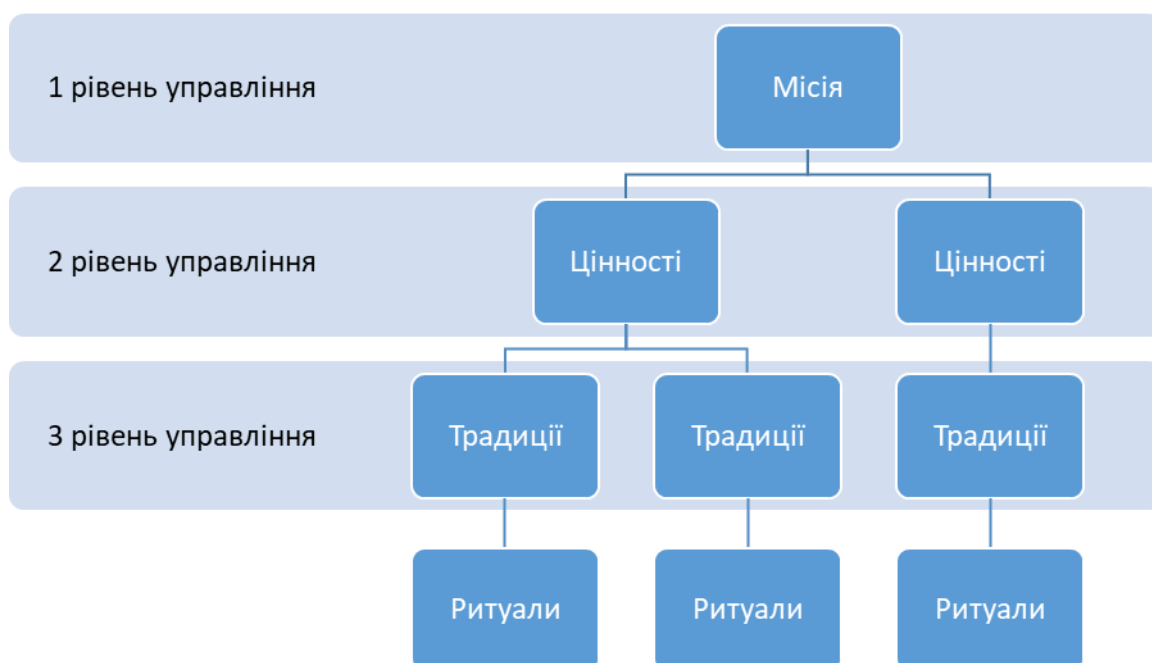 1 рівень управління
Місія
2 рівень управління
Цінності
Цінності
3 рівень управління
Традиції
Традиції
Традиції
Ритуали
Ритуали
Ритуали